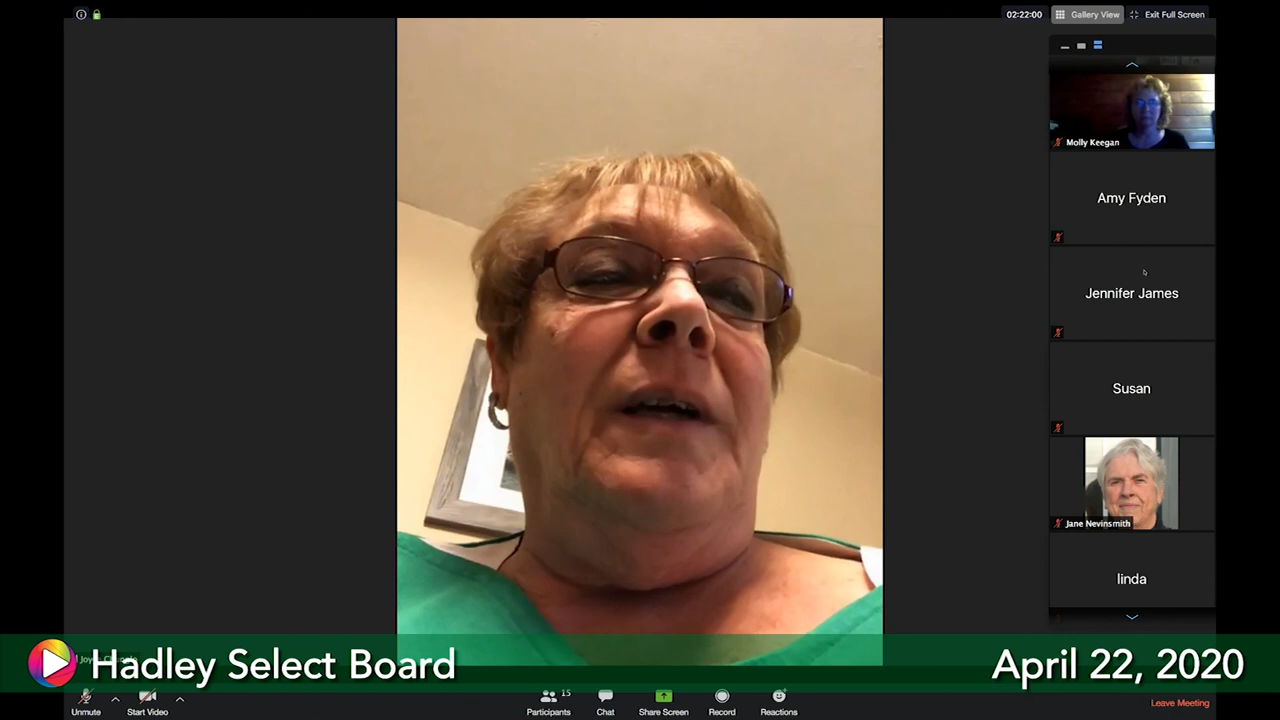 02:22:00
Gallery View
Exit Full Screen
Molly Keegan
Amy Fyden
Jennifer James
Susan
Jane Nevinsmith
linda
Hadley Select Board
April 22, 2020
Unmute
Start Video
Participants
15
Chat
Share Screen
Record
Reactions
Leave Meeting